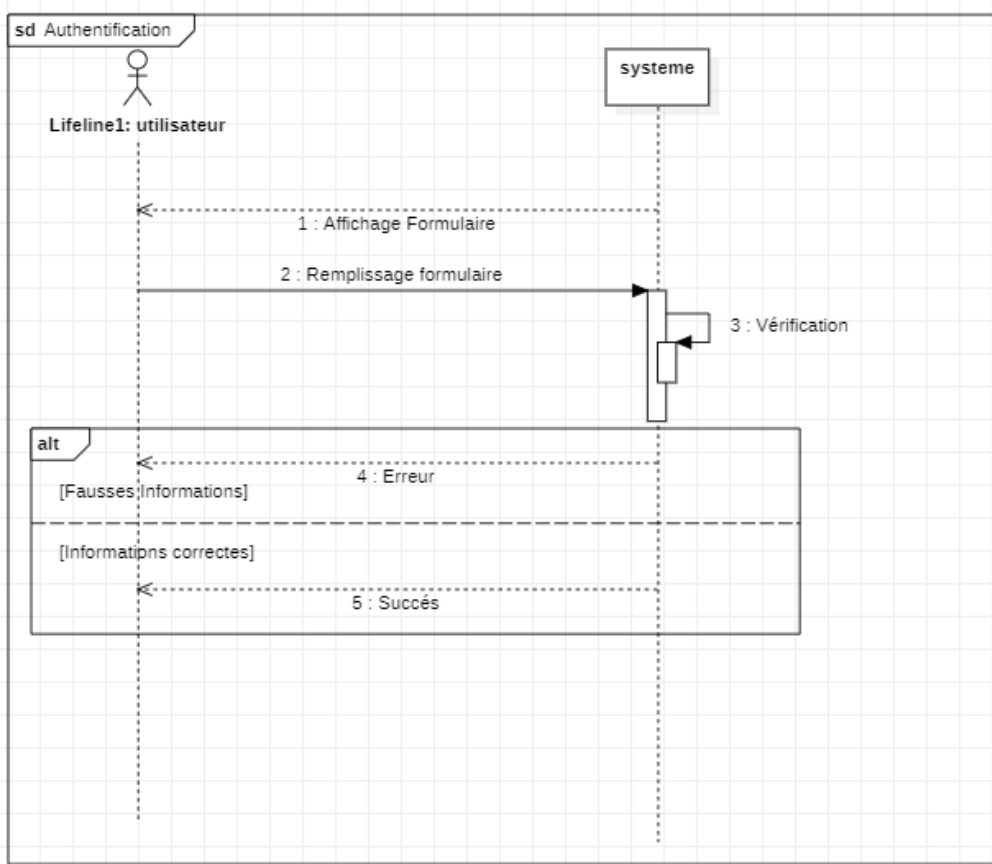 sd Authentification
systeme
Lifeline1: utilisateur
1 : Affichage Formulaire
2 : Remplissage formulaire
3 : Vérification
alt
4 : Erreur
[Fausses Informations]
[Informations correctes]
5 : Succés